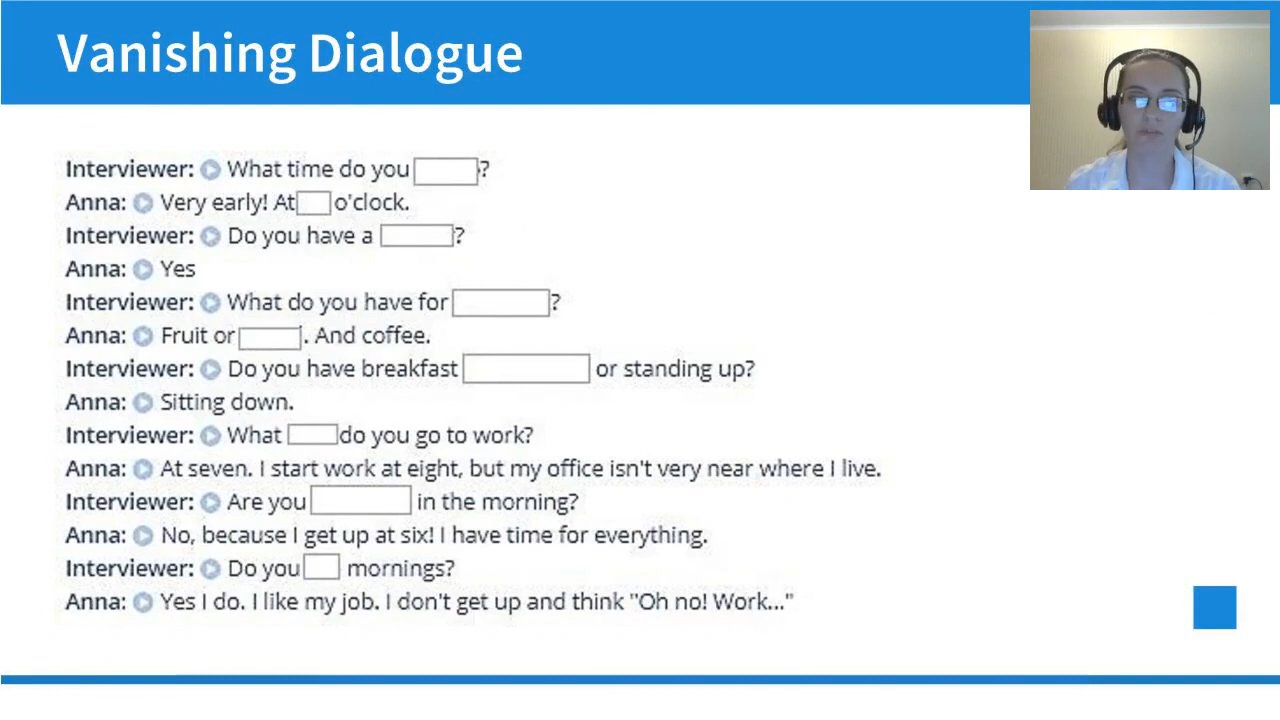 Vanishing Dialogue
Interviewer: What time do you ?
Anna: Very early! At o'clock.
Interviewer: Do you have a ?
Anna: Yes
Interviewer: What do you have for ?
Anna: Fruit or . And coffee.
Interviewer: Do you have breakfast or standing up?
Anna: Sitting down.
Interviewer: What do you go to work?
Anna: At seven. I start work at eight, but my office isn't very near where I live.
Interviewer: Are you in the morning?
Anna: No, because I get up at six! I have time for everything.
Interviewer: Do you mornings?
Anna: Yes I do. I like my job. I don't get up and think "Oh no! Work..."